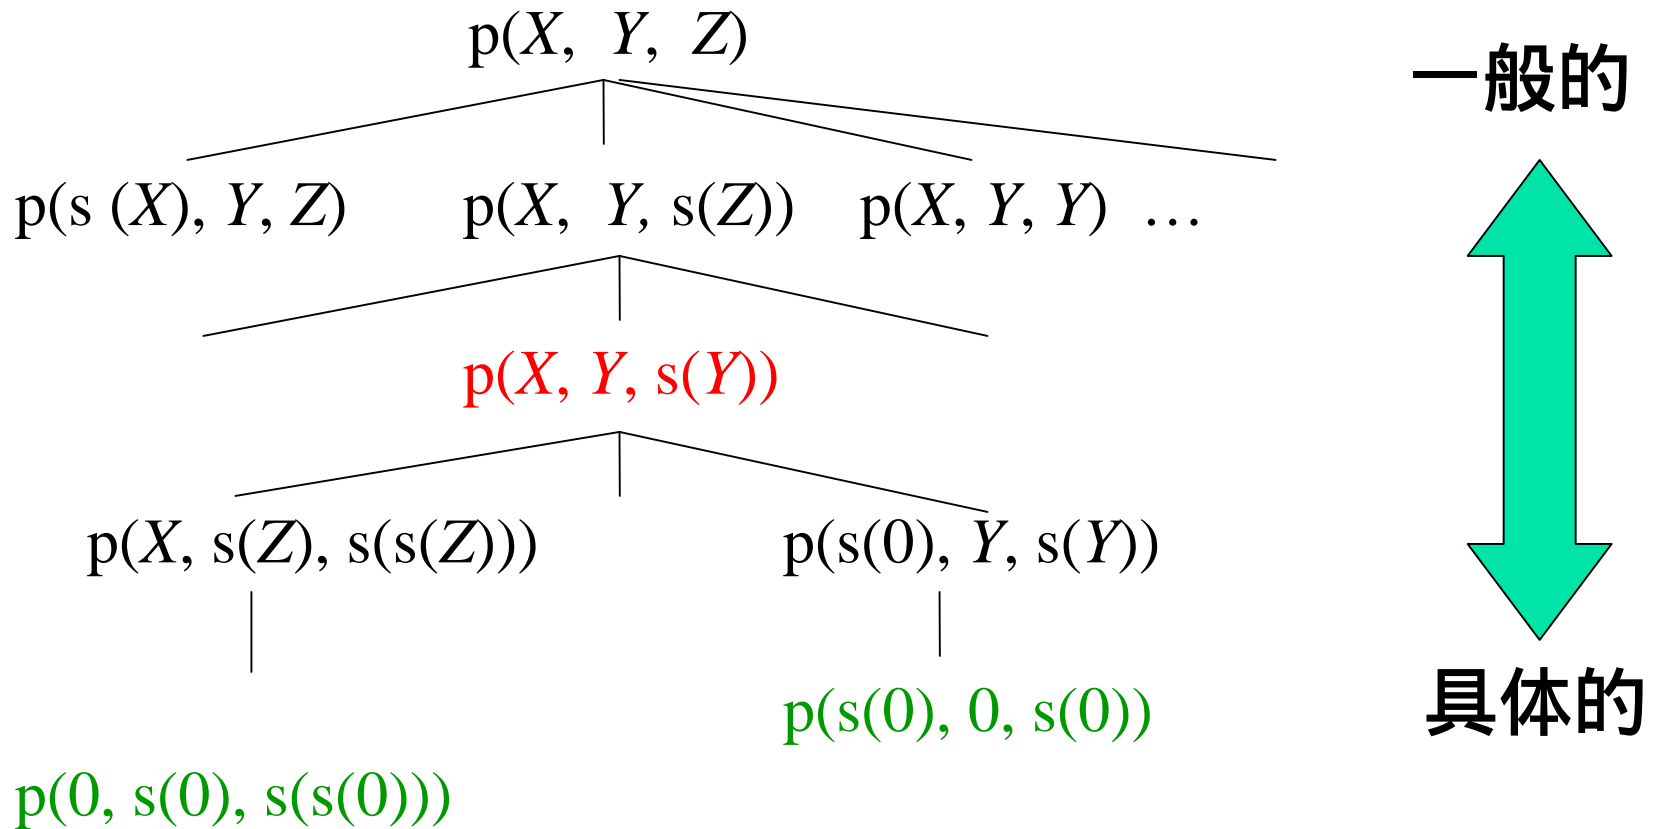 p(X, Y, Z)
一般的
p(s (X), Y, Z) p(X, Y, s(Z)) p(X, Y, Y) …
p(X, Y, s(Y))
p(X, s(Z), s(s(Z))) p(s(0), Y, s(Y))
具体的
p(s(0), 0, s(0))
p(0, s(0), s(s(0)))